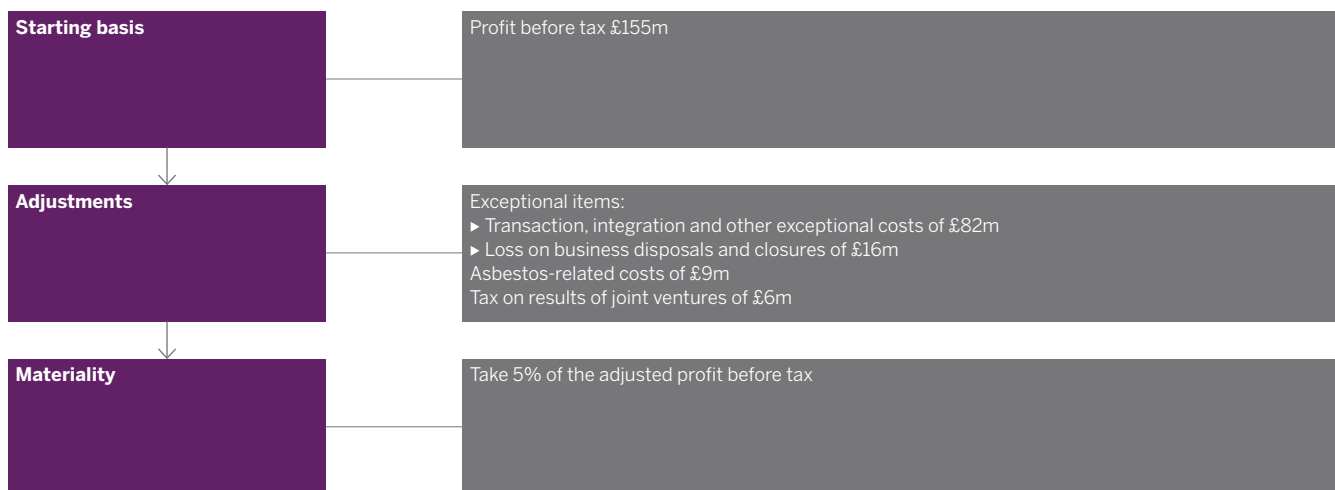 Starting basis
Profit before tax £155m
Adjustments
Exceptional items:
▸ Transaction, integration and other exceptional costs of £82m
▸ Loss on business disposals and closures of £16m
Asbestos-related costs of £9m
Tax on results of joint ventures of £6m
Materiality
Take 5% of the adjusted profit before tax